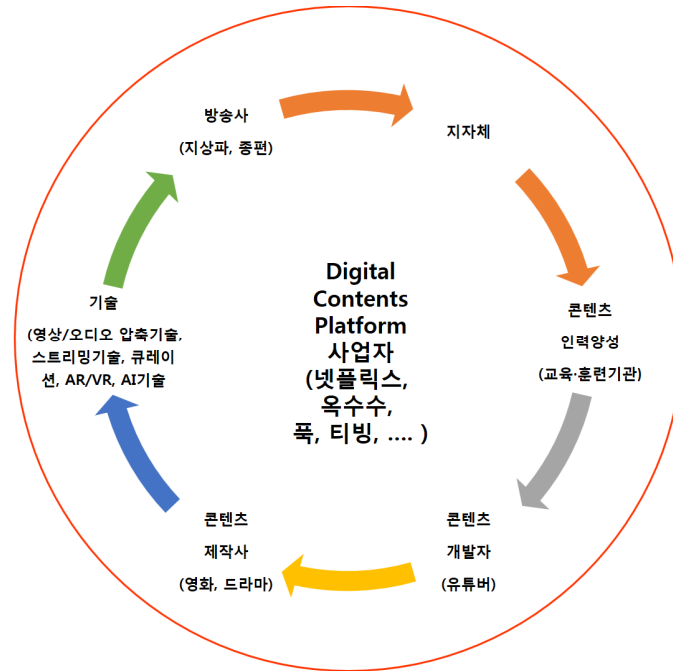 방송사
(지상파, 종편)
지자체
콘텐츠
인력양성
(교육·훈련기관)
콘텐츠
개발자
(유튜버)
콘텐츠
제작사
(영화, 드라마)
기술
(영상/오디오 압축기술,
스트리밍기술, 큐레이
션, AR/VR, AI기술
Digital
Contents
Platform
사업자
(넷플릭스,
옥수수,
푹, 티빙, .... )